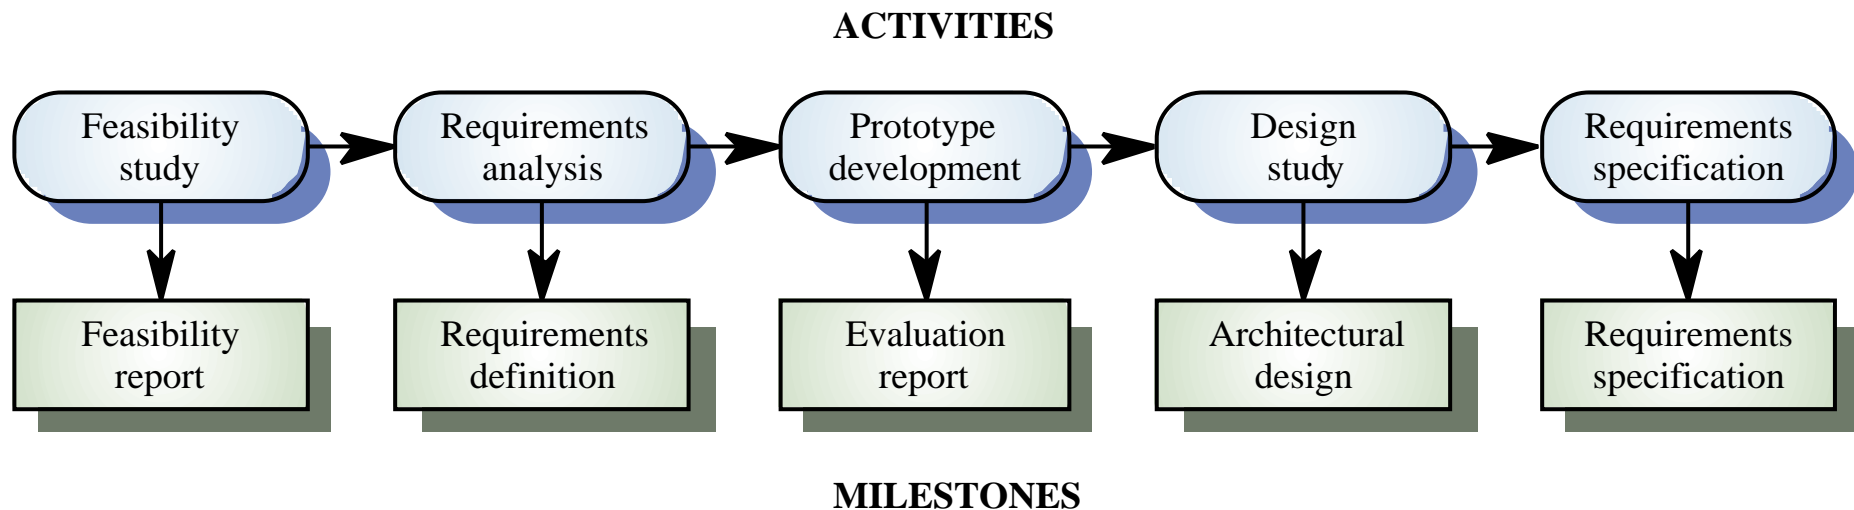 ACTIVITIES
Feasibility
study
Requirements
analysis
Prototype
development
Design
study
Requirements
specification
Feasibility
report
Requirements
definition
Evaluation
report
Architectural
design
Requirements
specification
MILESTONES